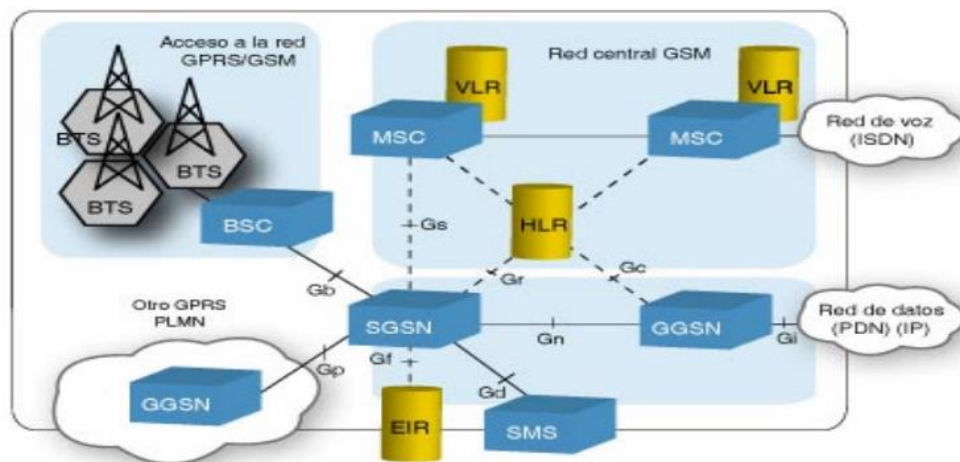 Acceso a la red
GPRS/GSM
BTS
BTS
BTS
BSC
Red central GSM
VLR
VLR
MSC
MSC
Red de voz
(ISDN)
HLR
Gs
Gr
Gc
Gb
Otro GPRS
PLMN
SGSN
Gn
GGSN
Gi
Red de datos
(PDN) (IP)
Gp
Gf
Gd
GGSN
EIR
SMS